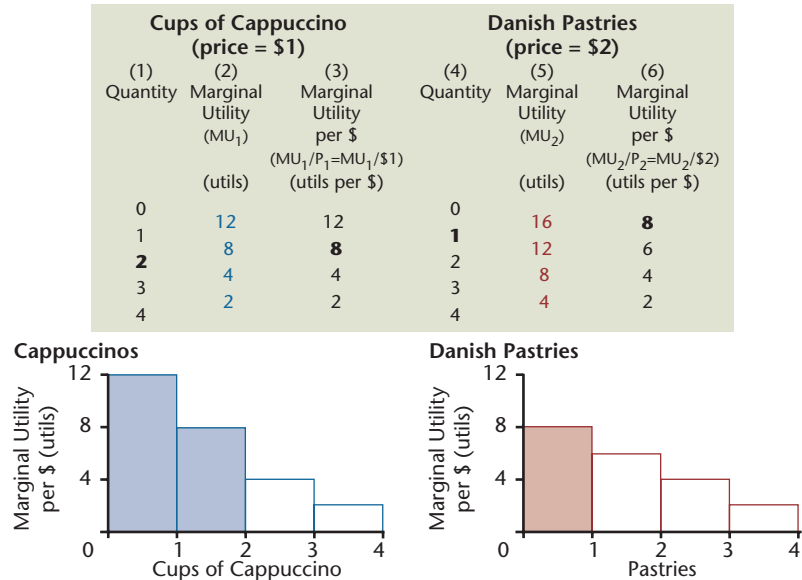 Cups of Cappuccino Danish Pastries
(price = $1) (price = $2)
(1) (2) (3) (4) (5) (6)
Quantity Marginal Marginal Quantity Marginal Marginal
Utility Utility Utility Utility
(MU₁) per $ (MU₂) per $
(MU₁/P₁=MU₁/$1) (MU₂/P₂=MU₂/$2)
(utils) (utils per $) (utils) (utils per $)
0 0
12 12 16 8
1 1
8 8 12 6
2 2
4 4 8 4
3 3
2 2 4 2
4 4
Cappuccinos
Marginal Utility
per $ (utils)
12
8
4
0 1 2 3 4
Cups of Cappuccino
Danish Pastries
Marginal Utility
per $ (utils)
12
8
4
0 1 2 3 4
Pastries